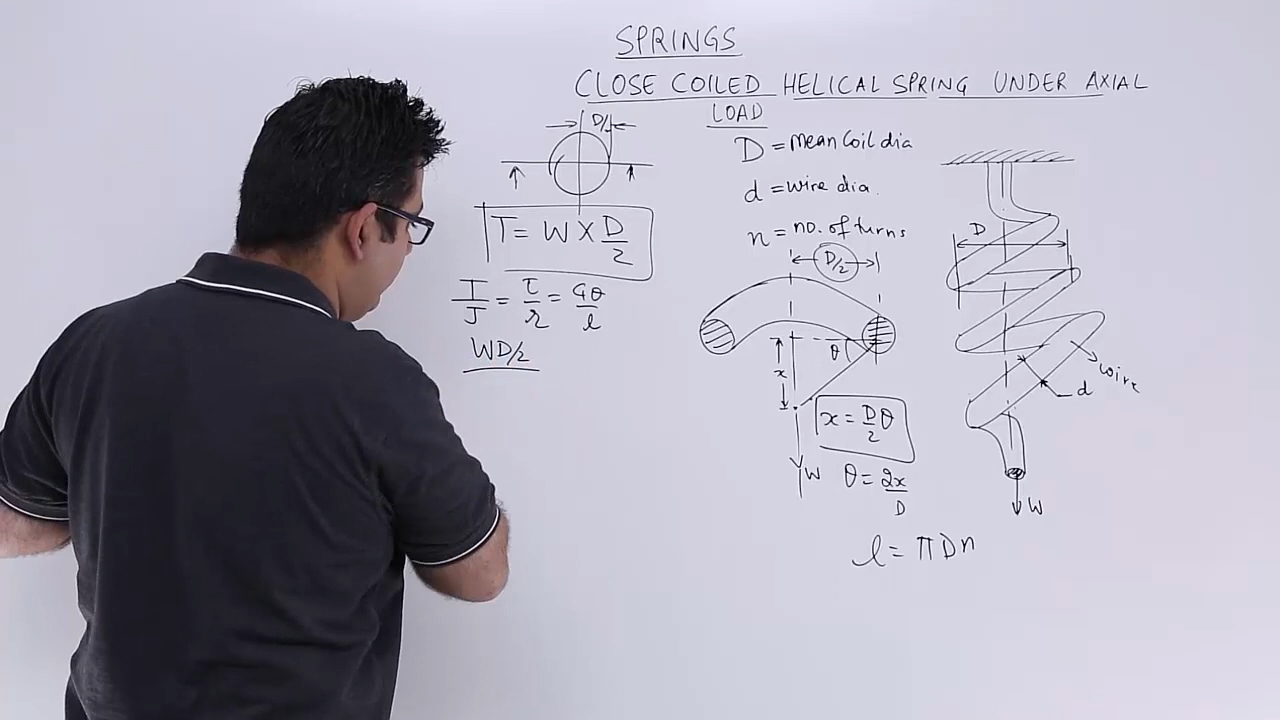 SPRINGS
CLOSE COILED HELICAL SPRING UNDER AXIAL
LOAD
D/2
D = Mean Coil dia
d = wire dia.
n = no. of turns
T = W X D/2
T/J = τ/r = Gθ/l
WD/2
D/2
D
θ
x
wire
d
x = D/2 θ
W
θ = 2x/D
W
l = πDn